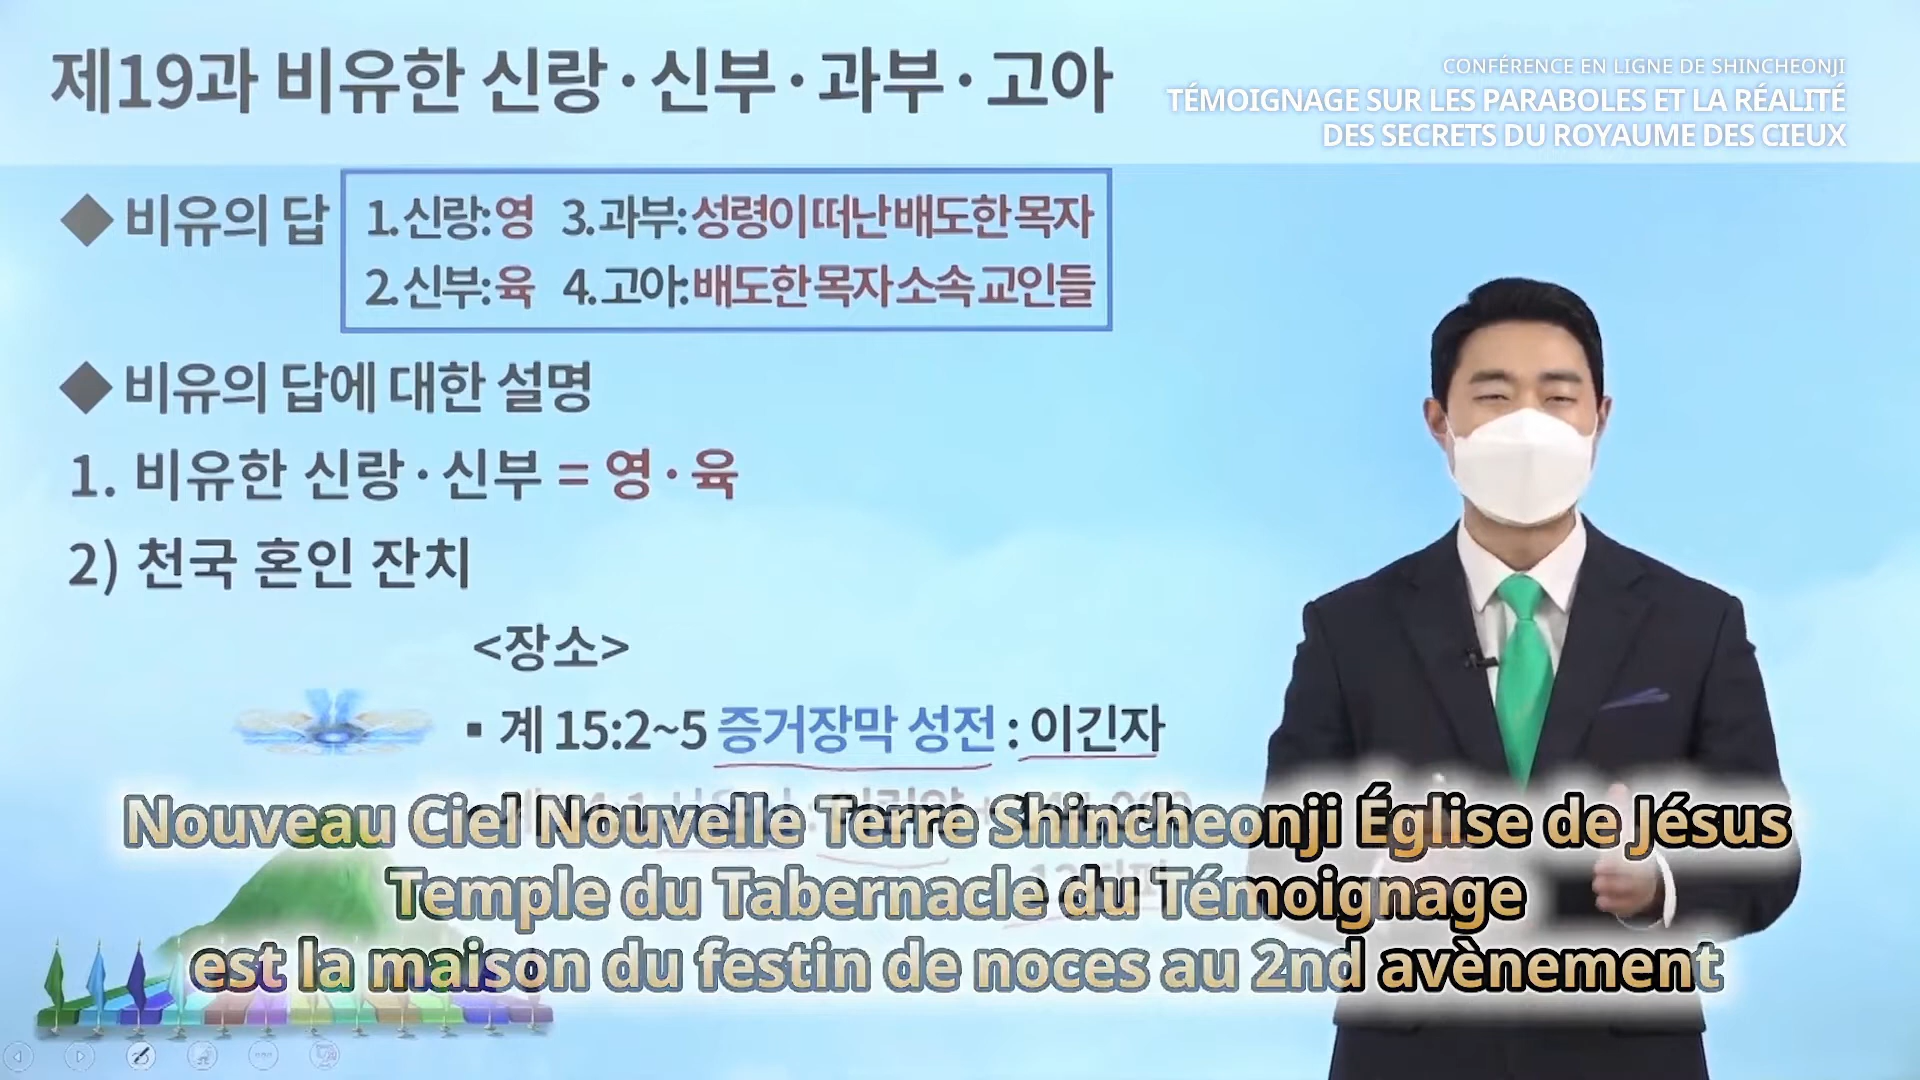 제19과 비유한 신랑·신부·과부·고아
CONFÉRENCE EN LIGNE DE SHINCHEONJI
TÉMOIGNAGE SUR LES PARABOLES ET LA RÉALITÉ
DES SECRETS DU ROYAUME DES CIEUX
◆ 비유의 답
1. 신랑: 영 3. 과부: 성령이 떠난 배도한 목자
2. 신부: 육 4. 고아: 배도한 목자 소속 교인들
◆ 비유의 답에 대한 설명
1. 비유한 신랑·신부 = 영·육
2) 천국 혼인 잔치
<장소>
▪ 계 15:2~5 증거장막 성전 : 이긴자
Nouveau Ciel Nouvelle Terre Shincheonji Église de Jésus
Temple du Tabernacle du Témoignage
est la maison du festin de noces au 2nd avènement